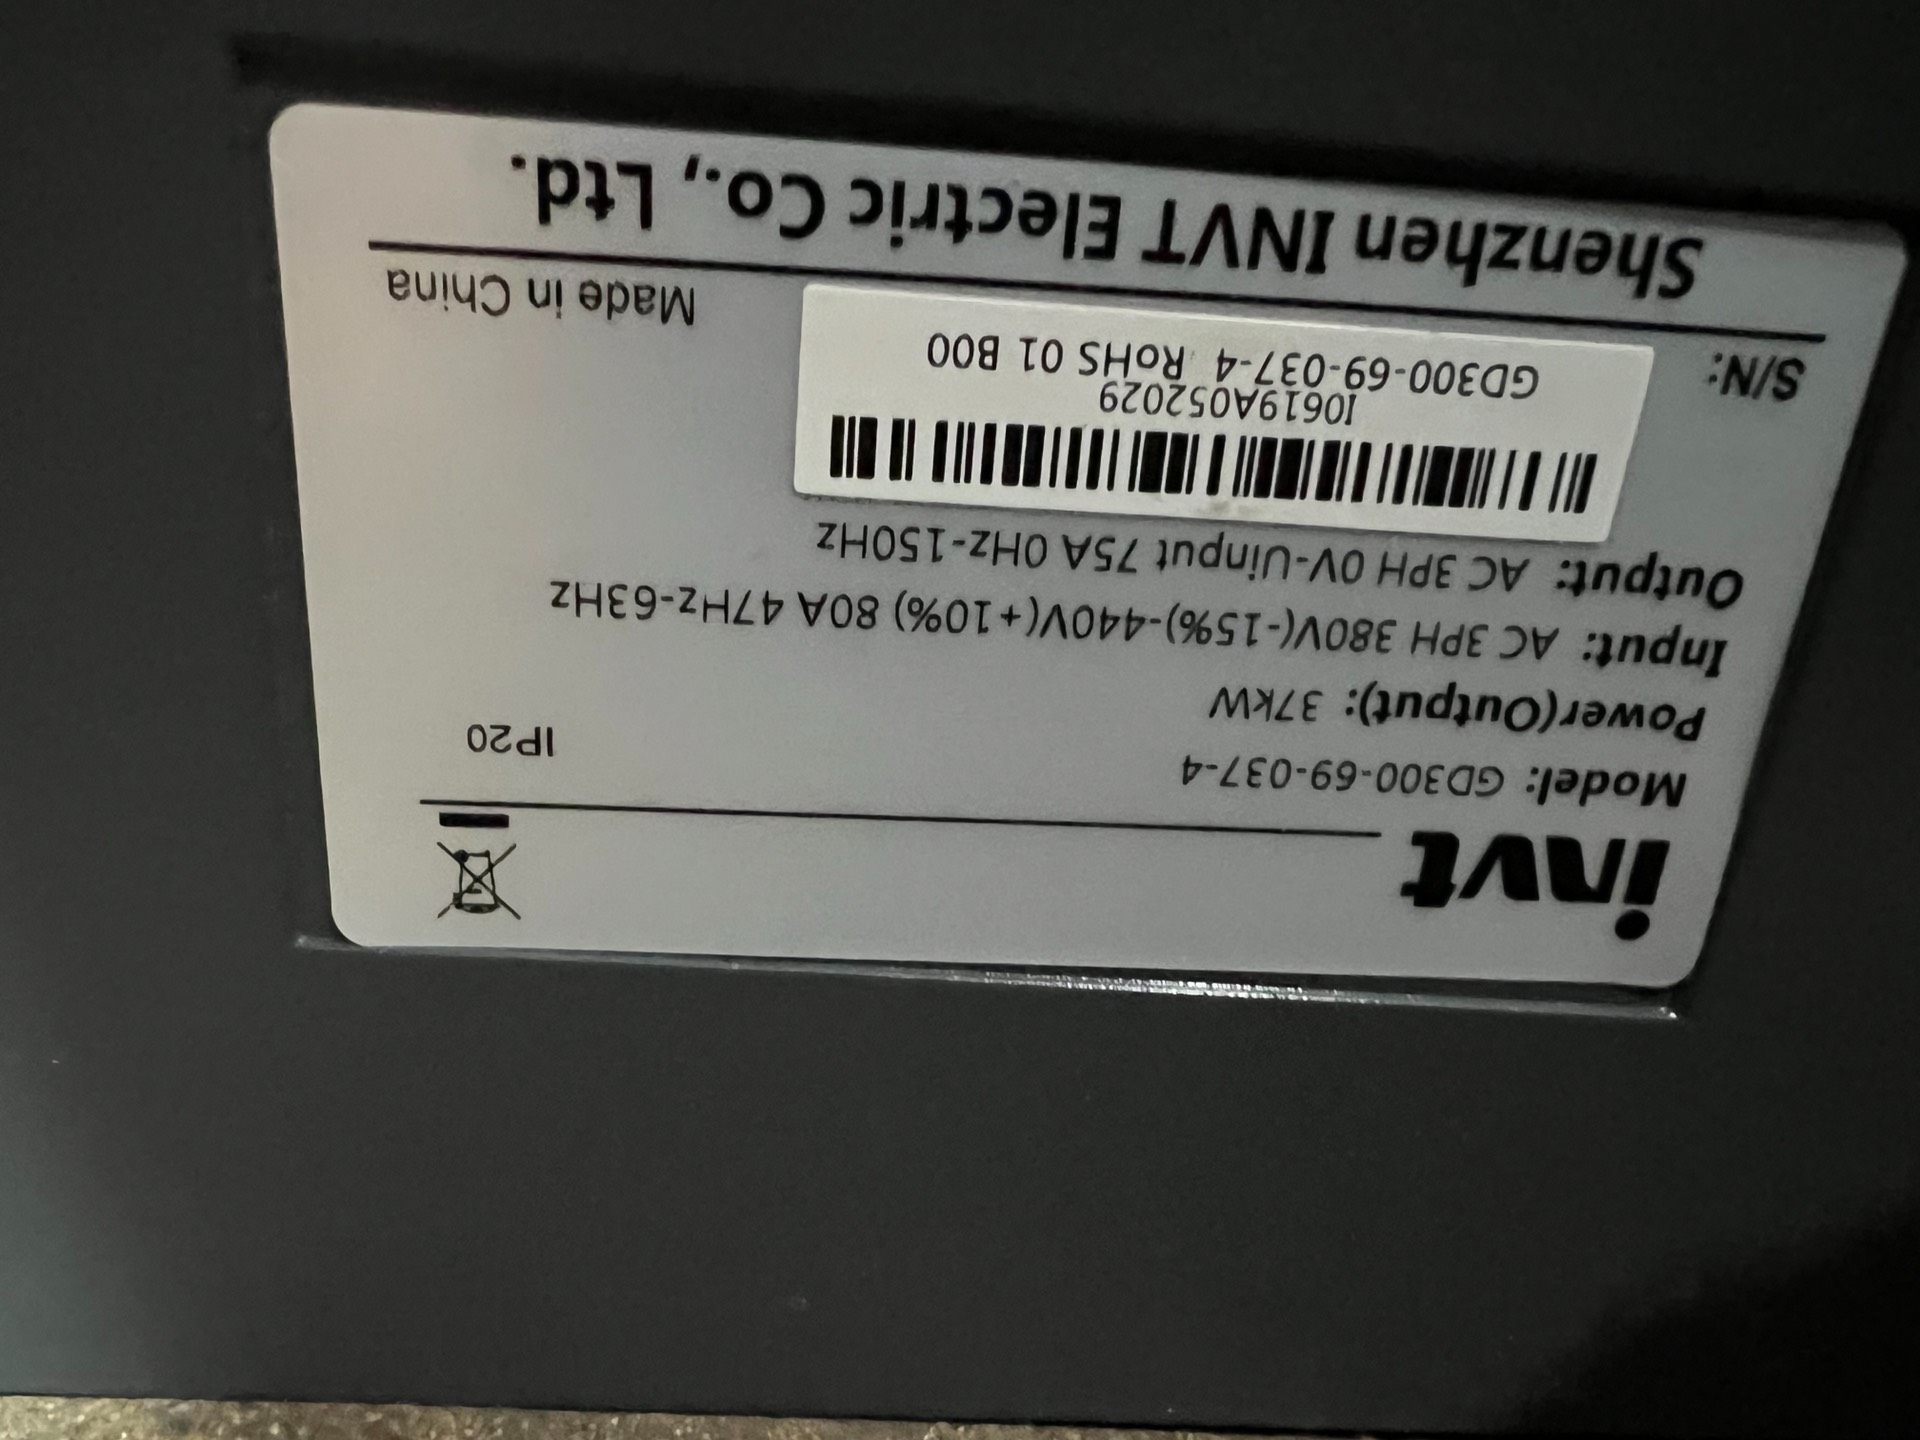 invt
Model: GD300-69-037-4
IP20
Power(Output): 37kW
Input: AC 3PH 380V(-15%)-440V(+10%) 80A 47Hz-63Hz
Output: AC 3PH 0V-Uinput 75A 0Hz-150Hz
S/N:
I0619A052029
GD300-69-037-4 RoHS 01 B00
Made in China
Shenzhen INVT Electric Co., Ltd.